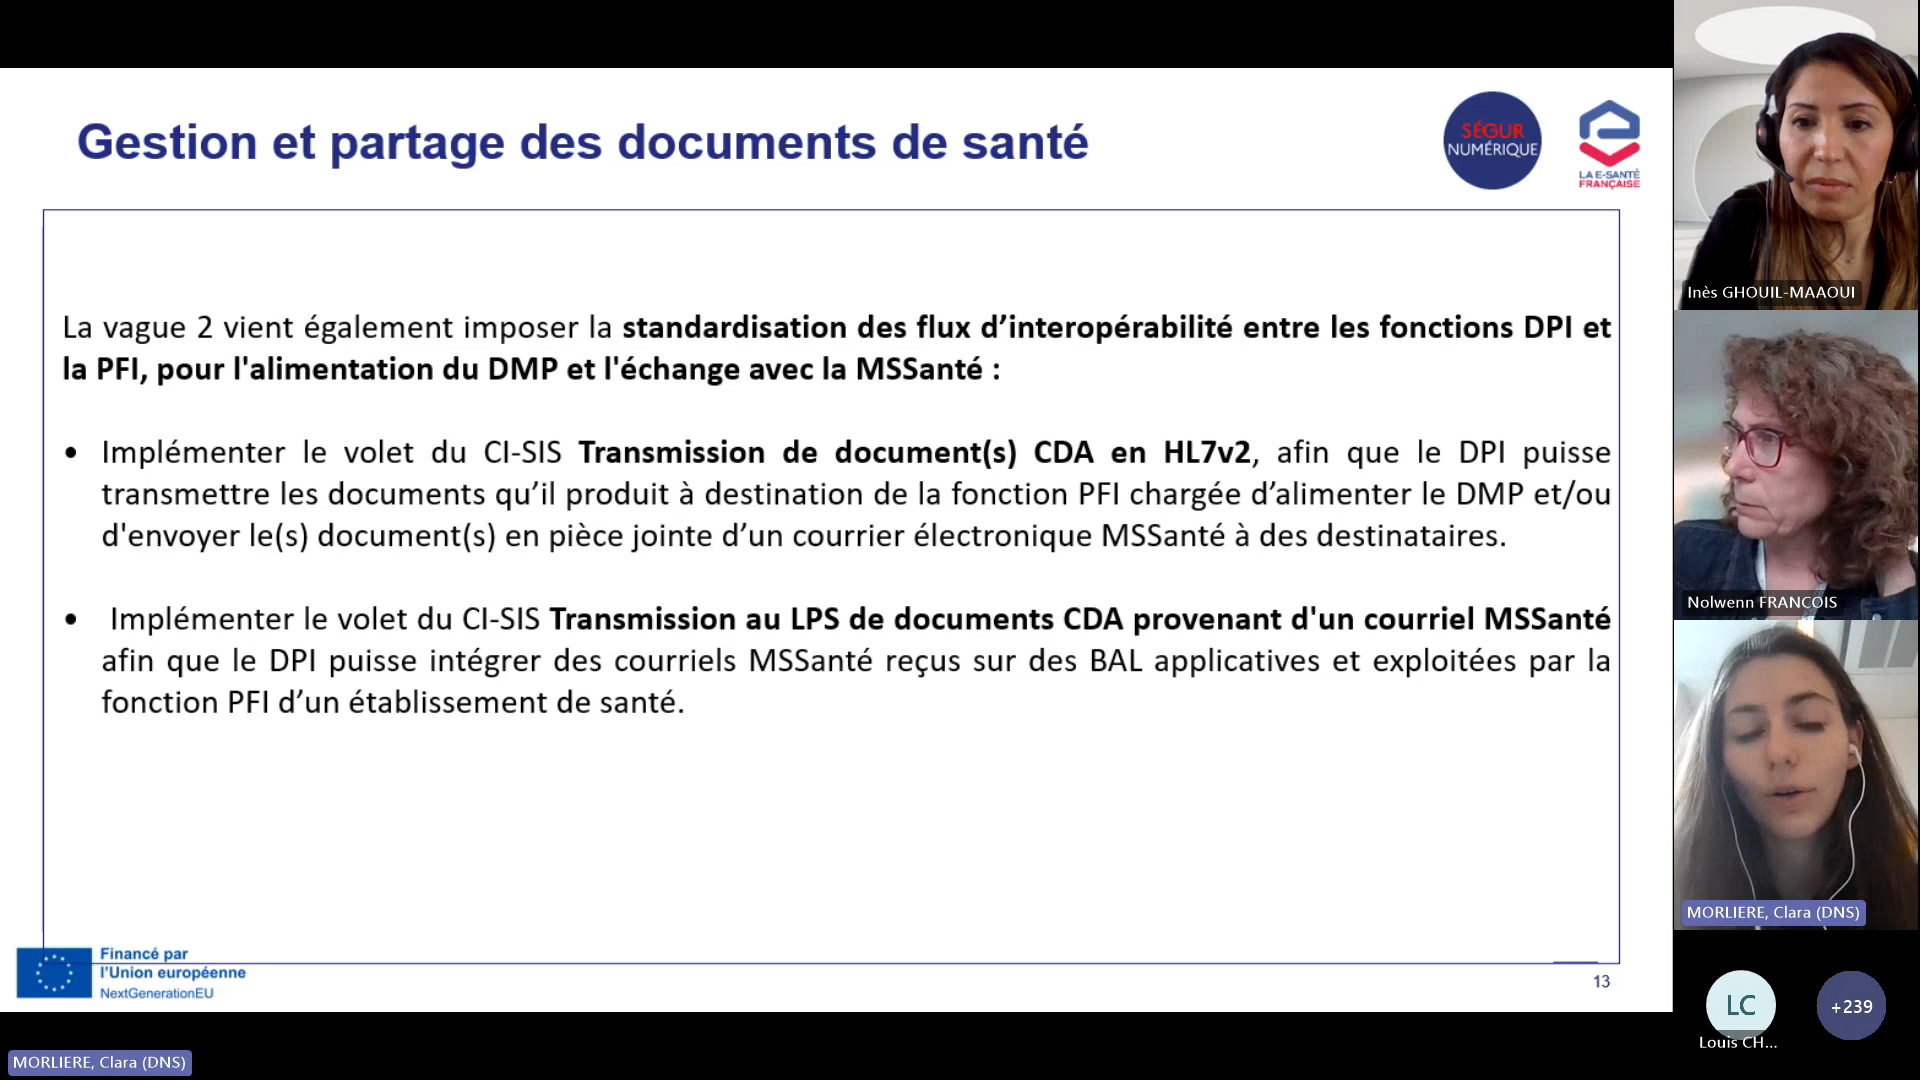 Gestion et partage des documents de santé
SÉGUR
NUMÉRIQUE
LA E-SANTÉ
FRANÇAISE
La vague 2 vient également imposer la standardisation des flux d’interopérabilité entre les fonctions DPI et
la PFI, pour l'alimentation du DMP et l'échange avec la MSSanté :
• Implémenter le volet du CI-SIS Transmission de document(s) CDA en HL7v2, afin que le DPI puisse
transmettre les documents qu’il produit à destination de la fonction PFI chargée d’alimenter le DMP et/ou
d'envoyer le(s) document(s) en pièce jointe d’un courrier électronique MSSanté à des destinataires.
• Implémenter le volet du CI-SIS Transmission au LPS de documents CDA provenant d'un courriel MSSanté
afin que le DPI puisse intégrer des courriels MSSanté reçus sur des BAL applicatives et exploitées par la
fonction PFI d’un établissement de santé.
Financé par
l’Union européenne
NextGenerationEU
13
MORLIERE, Clara (DNS)
Inès GHOUIL-MAAOUI
Nolwenn FRANCOIS
MORLIERE, Clara (DNS)
LC
Louis CH...
+239